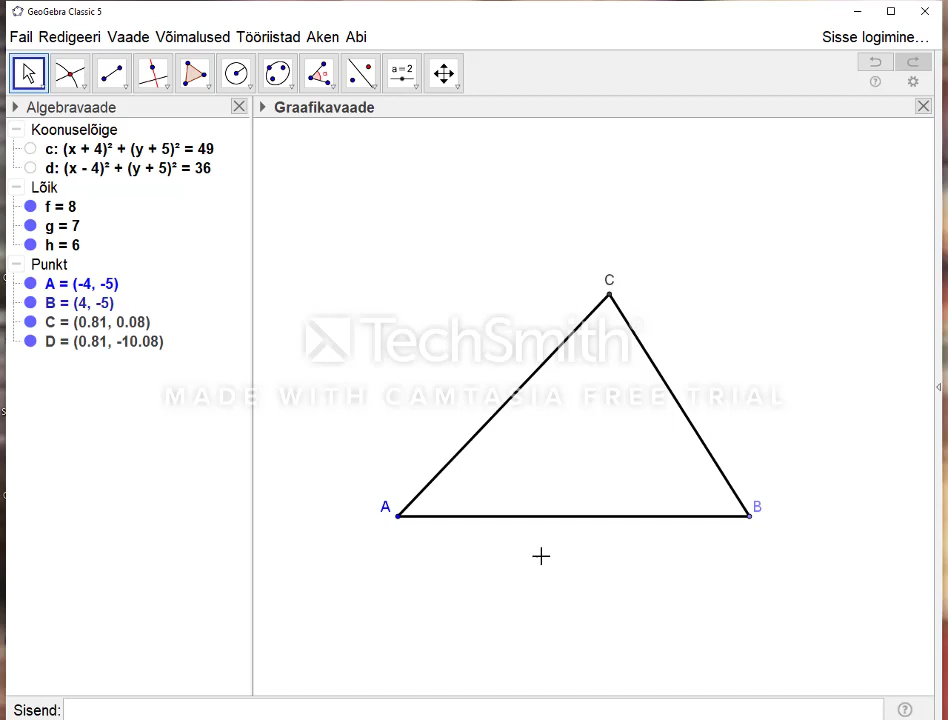 GeoGebra Classic 5
Fail Redigeeri Vaade Võimalused Tööriistad Aken Abi
Sisse logimine...
a = 2
Algebravaade
Graafikavaade
Koonuselõige
c: (x + 4)² + (y + 5)² = 49
d: (x - 4)² + (y + 5)² = 36
Lõik
f = 8
g = 7
h = 6
Punkt
A = (-4, -5)
B = (4, -5)
C = (0.81, 0.08)
D = (0.81, -10.08)
C
TechSmith
MADE WITH CAMTASIA FREE TRIAL
A
B
Sisend: